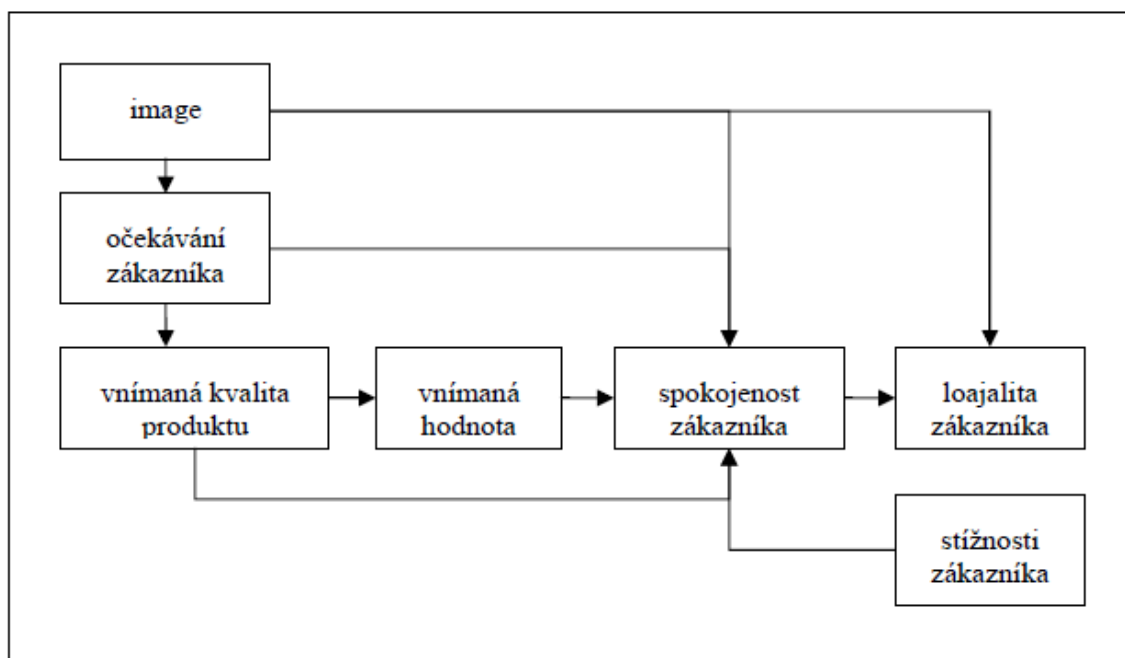 image
očekávání
zákazníka
vnímaná kvalita
produktu
vnímaná
hodnota
spokojenost
zákazníka
loajalita
zákazníka
stížnosti
zákazníka